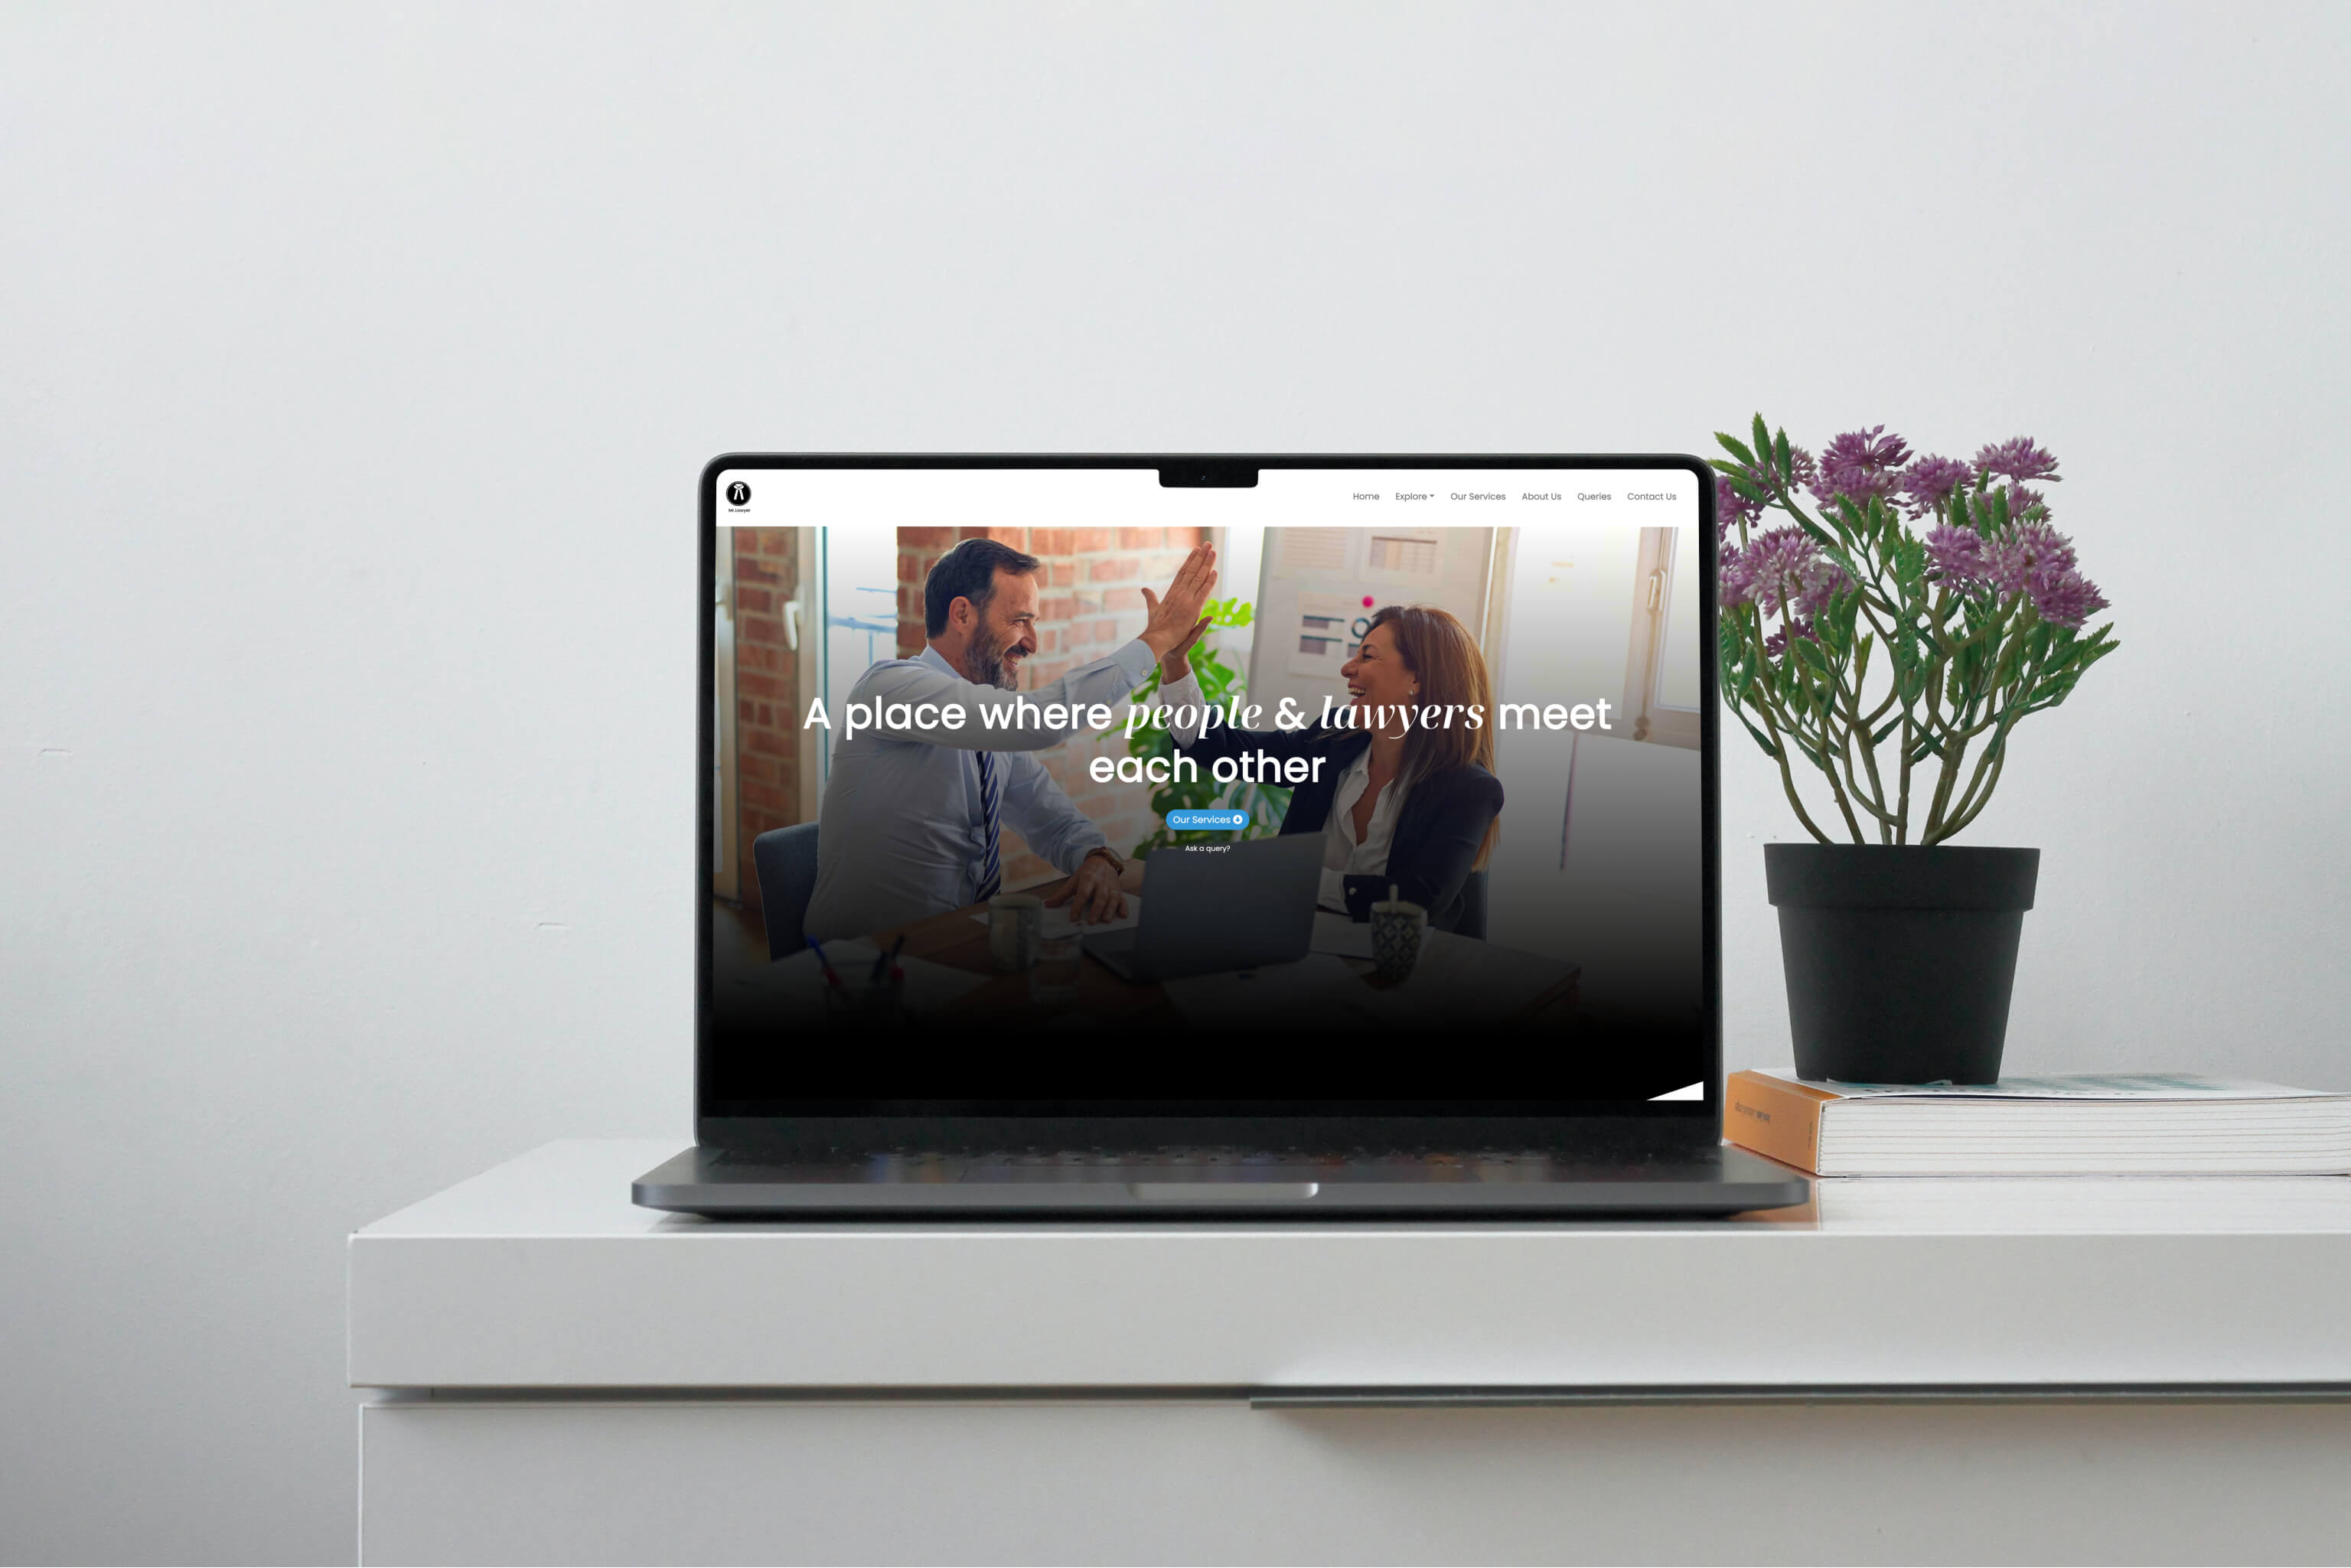 Mr.Lawyer
Home Explore Our Services About Us Queries Contact Us
A place where people & lawyers meet
each other
Our Services
Ask a query?